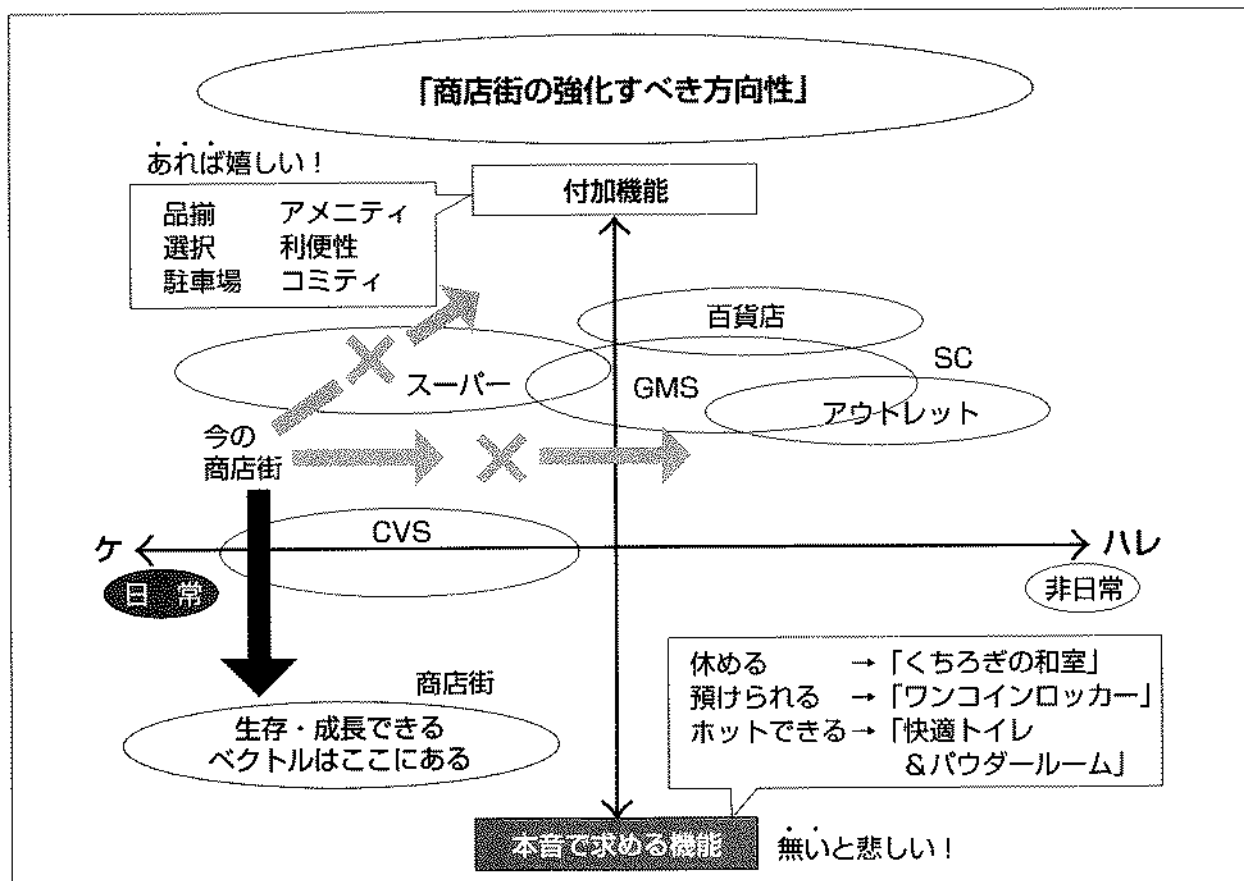 「商店街の強化すべき方向性」
あれば嬉しい！
付加機能
品揃 アメニティ
選択 利便性
駐車場 コミティ
百貨店
SC
スーパー
GMS
アウトレット
今の
商店街
CVS
ケ
ハレ
日常
非日常
休める → 「くちろぎの和室」
預けられる → 「ワンコインロッカー」
ホットできる → 「快適トイレ
＆パウダールーム」
商店街
生存・成長できる
ベクトルはここにある
本音で求める機能
無いと悲しい！